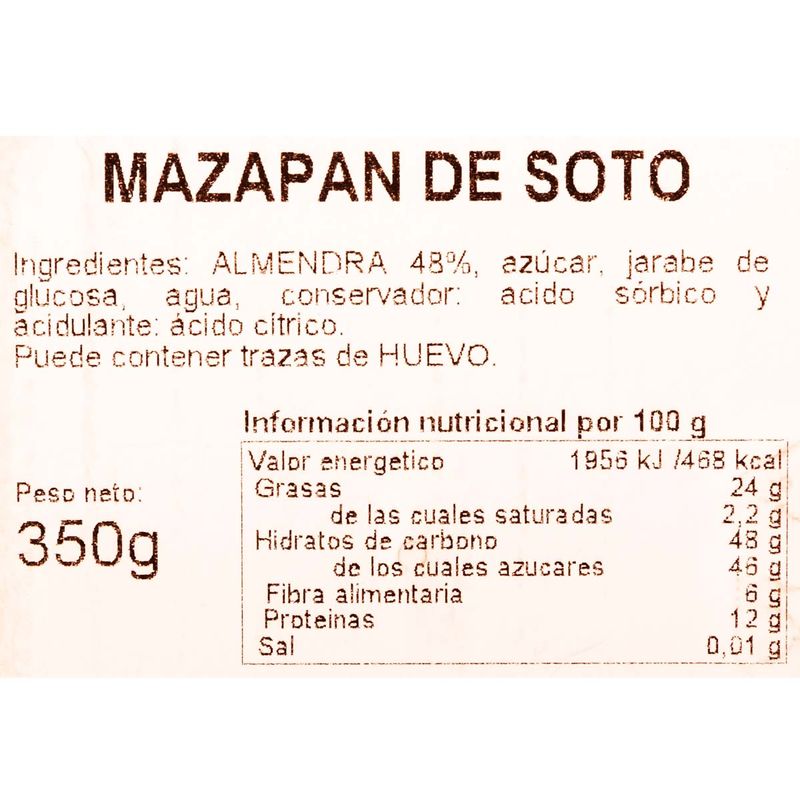 MAZAPAN DE SOTO
Ingredientes: ALMENDRA 48%, azúcar, jarabe de
glucosa, agua, conservador: acido sórbico y
acidulante: ácido cítrico.
Puede contener trazas de HUEVO.
Información nutricional por 100 g
Valor energetico 1956 kJ /468 kcal
Grasas 24 g
de las cuales saturadas 2,2 g
Hidratos de carbono 48 g
de los cuales azucares 46 g
Fibra alimentaria 6 g
Proteinas 12 g
Sal 0,01 g
Peso neto:
350g